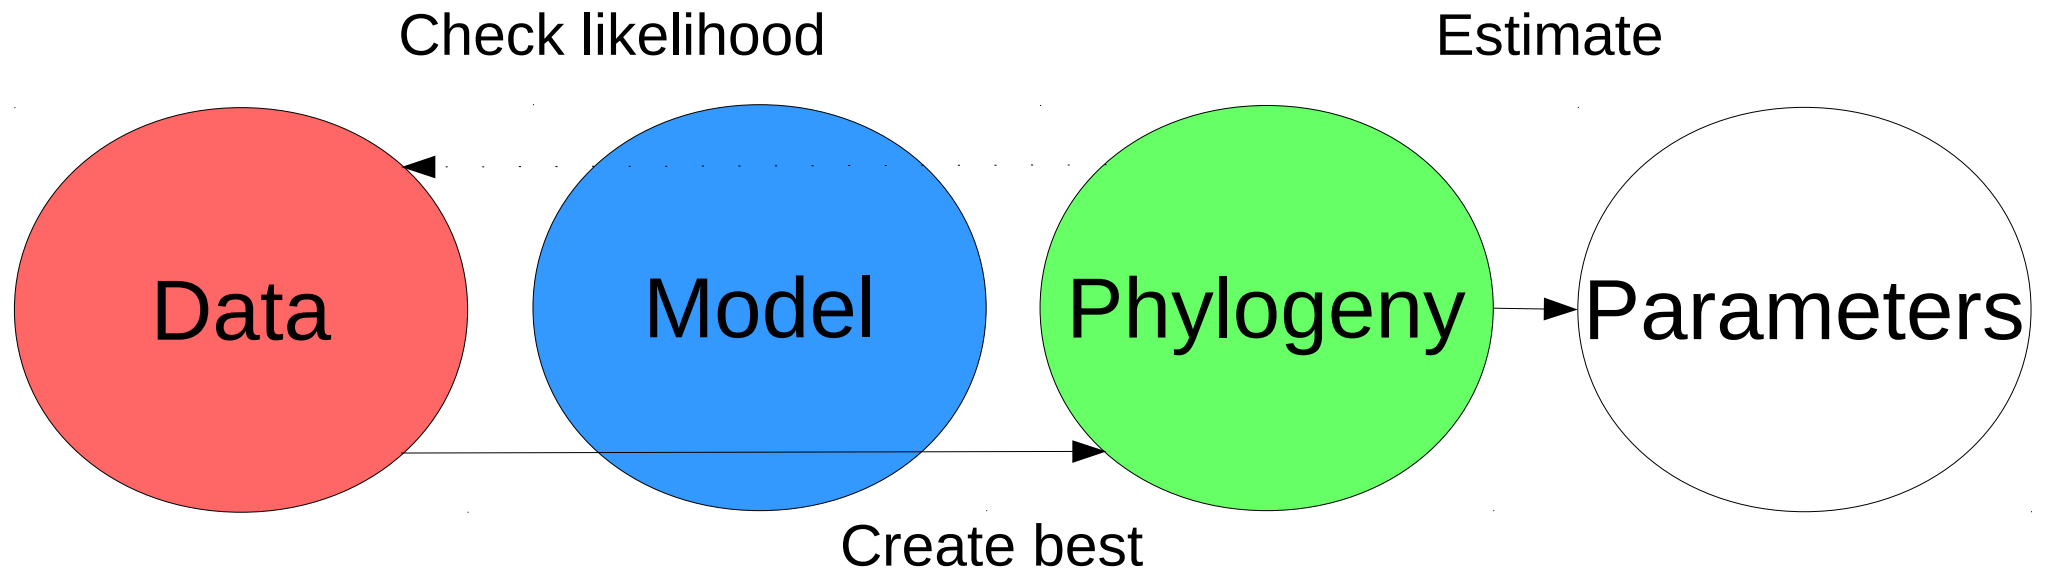 Check likelihood
Estimate
Data
Model
Phylogeny
Parameters
Create best